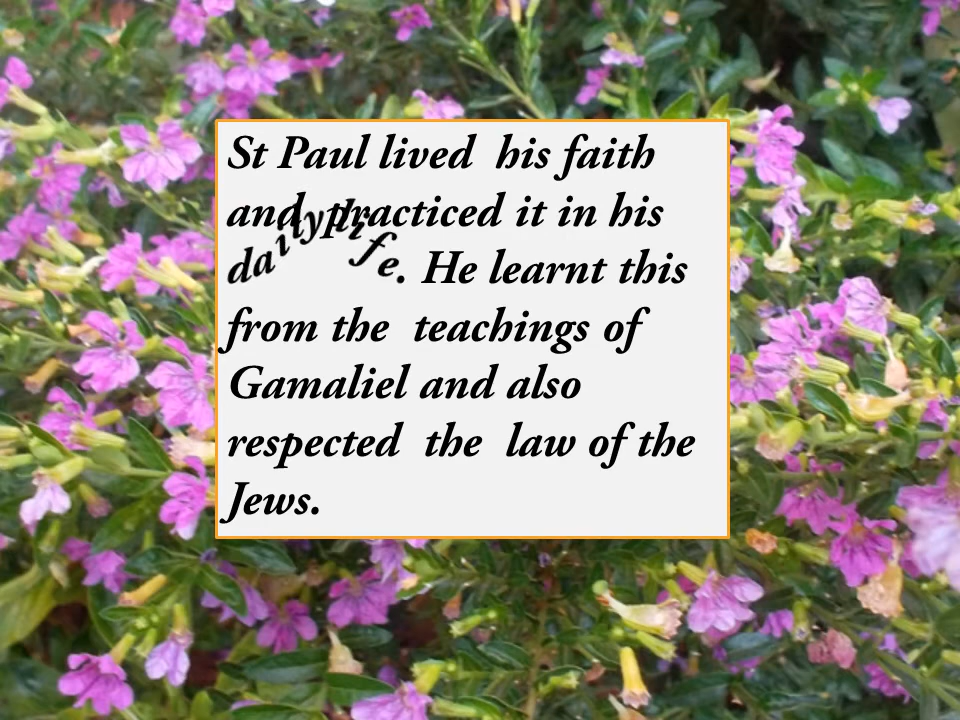 St Paul lived his faith
and practiced it in his
daily life. He learnt this
from the teachings of
Gamaliel and also
respected the law of the
Jews.